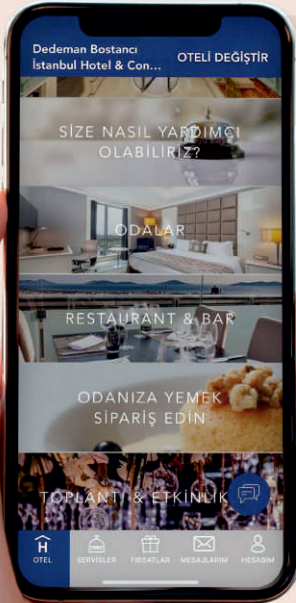 Dedeman Bostancı
İstanbul Hotel & Con...
OTELİ DEĞİŞTİR
SİZE NASIL YARDIMCI
OLABİLİRİZ?
ODALAR
RESTAURANT & BAR
ODANIZA YEMEK
SİPARİŞ EDİN
TOPLANTI & ETKİNLİK
OTEL
SERVİSLER
FIRSATLAR
MESAJLARIM
HESABIM